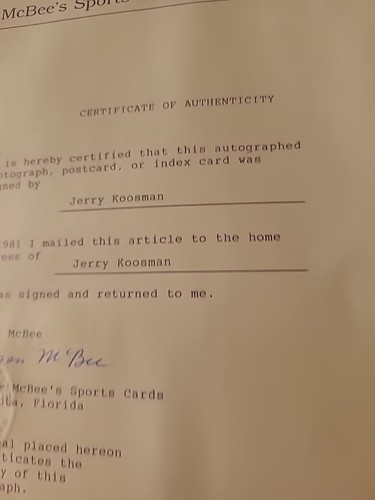 McBee's Sports
CERTIFICATE OF AUTHENTICITY
is hereby certified that this autographed
otograph, postcard, or index card was
ned by
Jerry Koosman
981 I mailed this article to the home
ess of
Jerry Koosman
as signed and returned to me.
McBee
McBee
McBee's Sports Cards
Florida
al placed hereon
ticates the
y of this
aph.